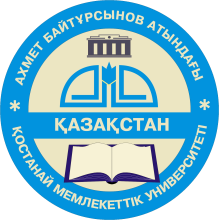 АХМЕТ БАЙТҰРСЫНОВ АТЫНДАҒЫ
ҚАЗАҚСТАН
ҚОСТАНАЙ МЕМЛЕКЕТТІК УНИВЕРСИТЕТІ